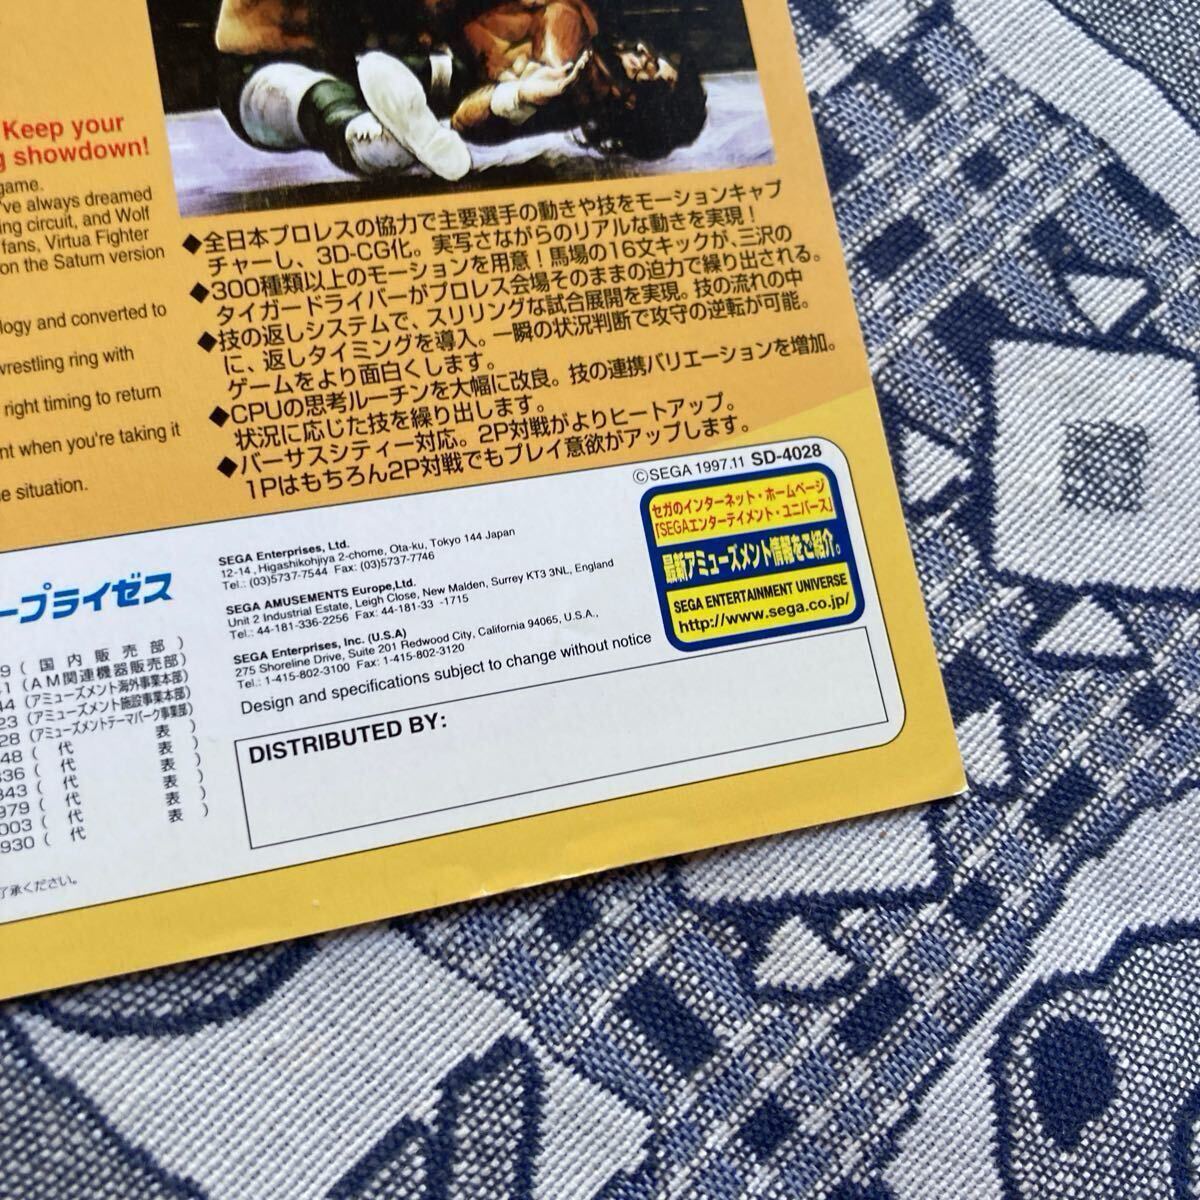 Keep your
showdown!
game.
've always dreamed
ing circuit, and Wolf
fans, Virtua Fighter
on the Saturn version
logy and converted to
wrestling ring with
right timing to return
nt when you're taking it
e situation.
◆全日本プロレスの協力で主要選手の動きや技をモーションキャプ
チャーし、3D-CG化。実写さながらのリアルな動きを実現！
◆300種類以上のモーションを用意！馬場の16文キックが、三沢の
タイガードライバーがプロレス会場そのままの迫力で繰り出される。
◆技の返しシステムで、スリリングな試合展開を実現。技の流れの中
に、返しタイミングを導入。一瞬の状況判断で攻守の逆転が可能。
ゲームをより面白くします。
◆CPUの思考ルーチンを大幅に改良。技の連携バリエーションを増加。
状況に応じた技を繰り出します。
◆バーサスシティー対応。2P対戦がよりヒートアップ。
1Pはもちろん2P対戦でもプレイ意欲がアップします。
©SEGA 1997.11 SD-4028
ープライゼス
9 ( 国 内 販 売 部 )
1 (AM関連機器販売部)
44 (アミューズメント海外事業本部)
23 (アミューズメント施設事業本部)
28 (アミューズメントテーマパーク事業部)
48 ( 代 表 )
336 ( 代 表 )
343 ( 代 表 )
979 ( 代 表 )
003 ( 代 表 )
930 ( 代 表 )
了承ください。
SEGA Enterprises, Ltd.
12-14, Higashikohjiya 2-chome, Ota-ku, Tokyo 144 Japan
Tel.: (03)5737-7544 Fax: (03)5737-7746
SEGA AMUSEMENTS Europe,Ltd.
Unit 2 Industrial Estate, Leigh Close, New Malden, Surrey KT3 3NL, England
Tel.: 44-181-336-2256 Fax: 44-181-33 -1715
SEGA Enterprises, Inc. (U.S.A)
275 Shoreline Drive, Suite 201 Redwood City, California 94065, U.S.A.,
Tel.: 1-415-802-3100 Fax: 1-415-802-3120
Design and specifications subject to change without notice
セガのインターネット・ホームページ
「SEGAエンターテイメント・ユニバース」
最新アミューズメント情報をご紹介。
SEGA ENTERTAINMENT UNIVERSE
http://www.sega.co.jp/
DISTRIBUTED BY: